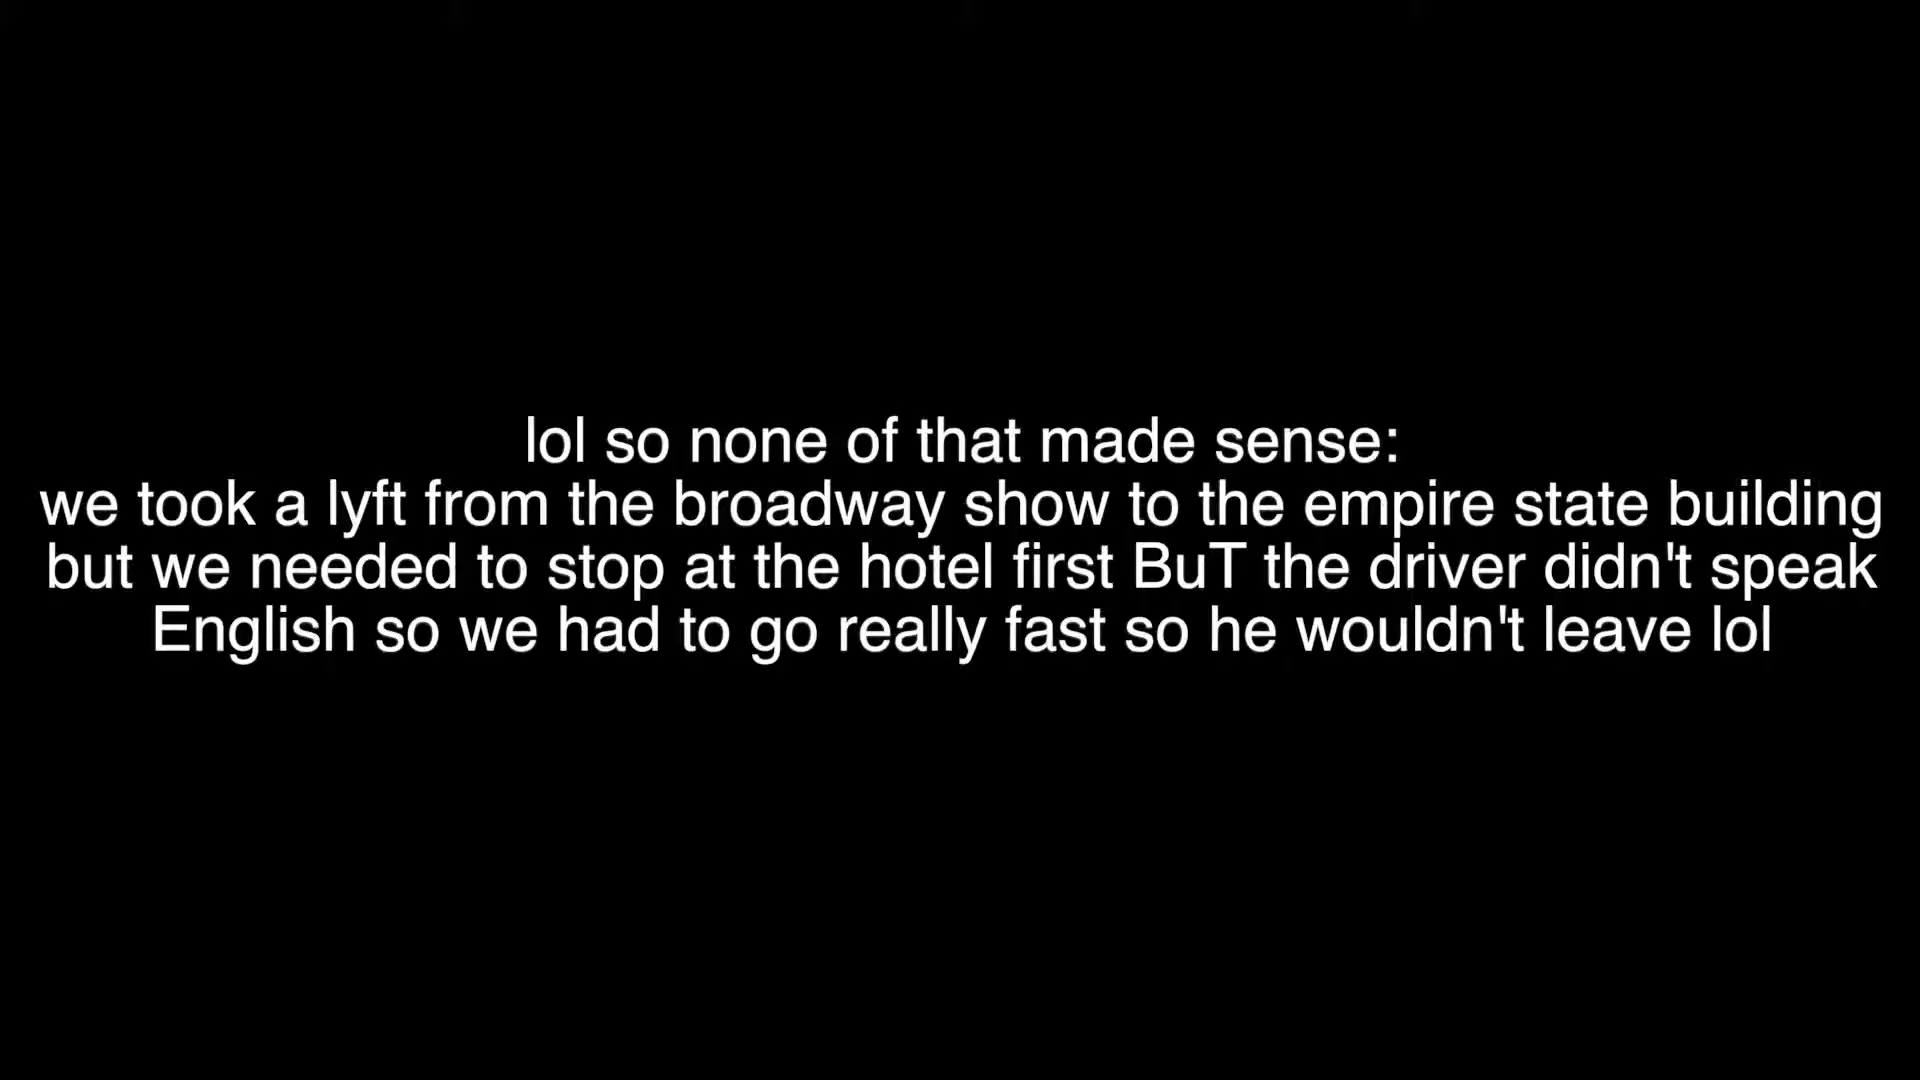 lol so none of that made sense:
we took a lyft from the broadway show to the empire state building
but we needed to stop at the hotel first BuT the driver didn't speak
English so we had to go really fast so he wouldn't leave lol